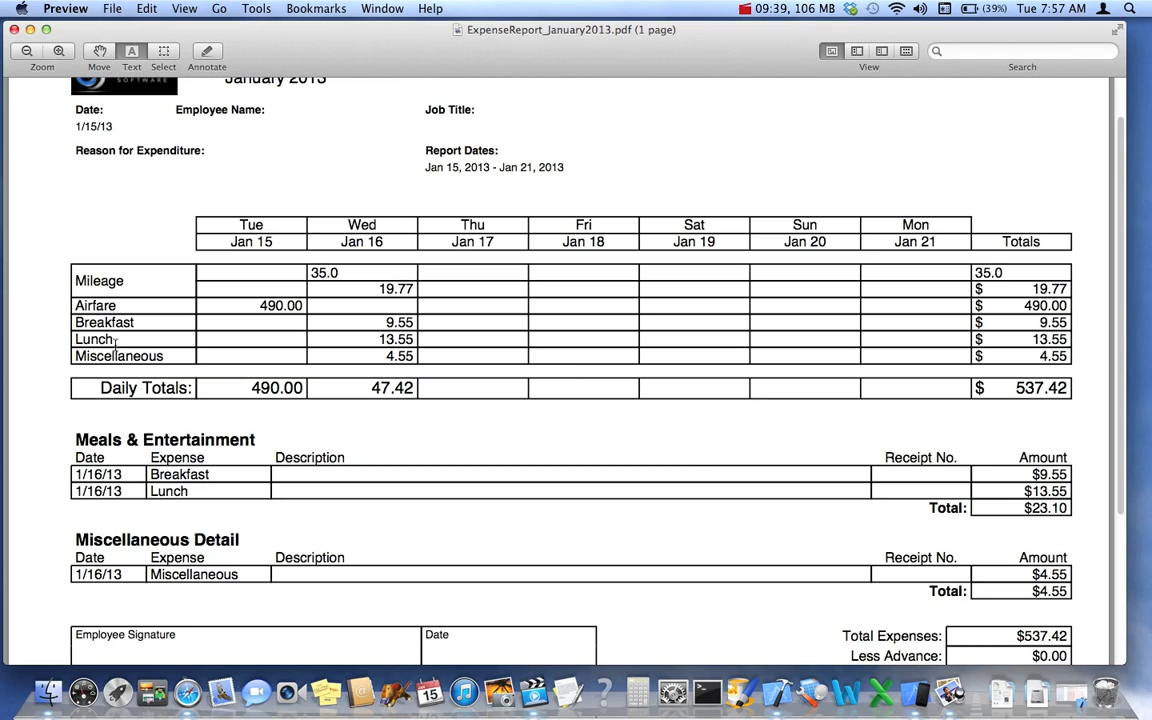 Preview File Edit View Go Tools Bookmarks Window Help 09:39, 106 MB (39%) Tue 7:57 AM
ExpenseReport_January2013.pdf (1 page)
Zoom Move Text Select Annotate View Search
SOFTWARE January 2013
Date: Employee Name: Job Title:
1/15/13
Reason for Expenditure: Report Dates:
Jan 15, 2013 - Jan 21, 2013
Tue Wed Thu Fri Sat Sun Mon
Jan 15 Jan 16 Jan 17 Jan 18 Jan 19 Jan 20 Jan 21 Totals
Mileage 35.0 35.0
19.77 $ 19.77
Airfare 490.00 $ 490.00
Breakfast 9.55 $ 9.55
Lunch 13.55 $ 13.55
Miscellaneous 4.55 $ 4.55
Daily Totals: 490.00 47.42 $ 537.42
Meals & Entertainment
Date Expense Description Receipt No. Amount
1/16/13 Breakfast $9.55
1/16/13 Lunch $13.55
Total: $23.10
Miscellaneous Detail
Date Expense Description Receipt No. Amount
1/16/13 Miscellaneous $4.55
Total: $4.55
Employee Signature Date Total Expenses: $537.42
Less Advance: $0.00
15